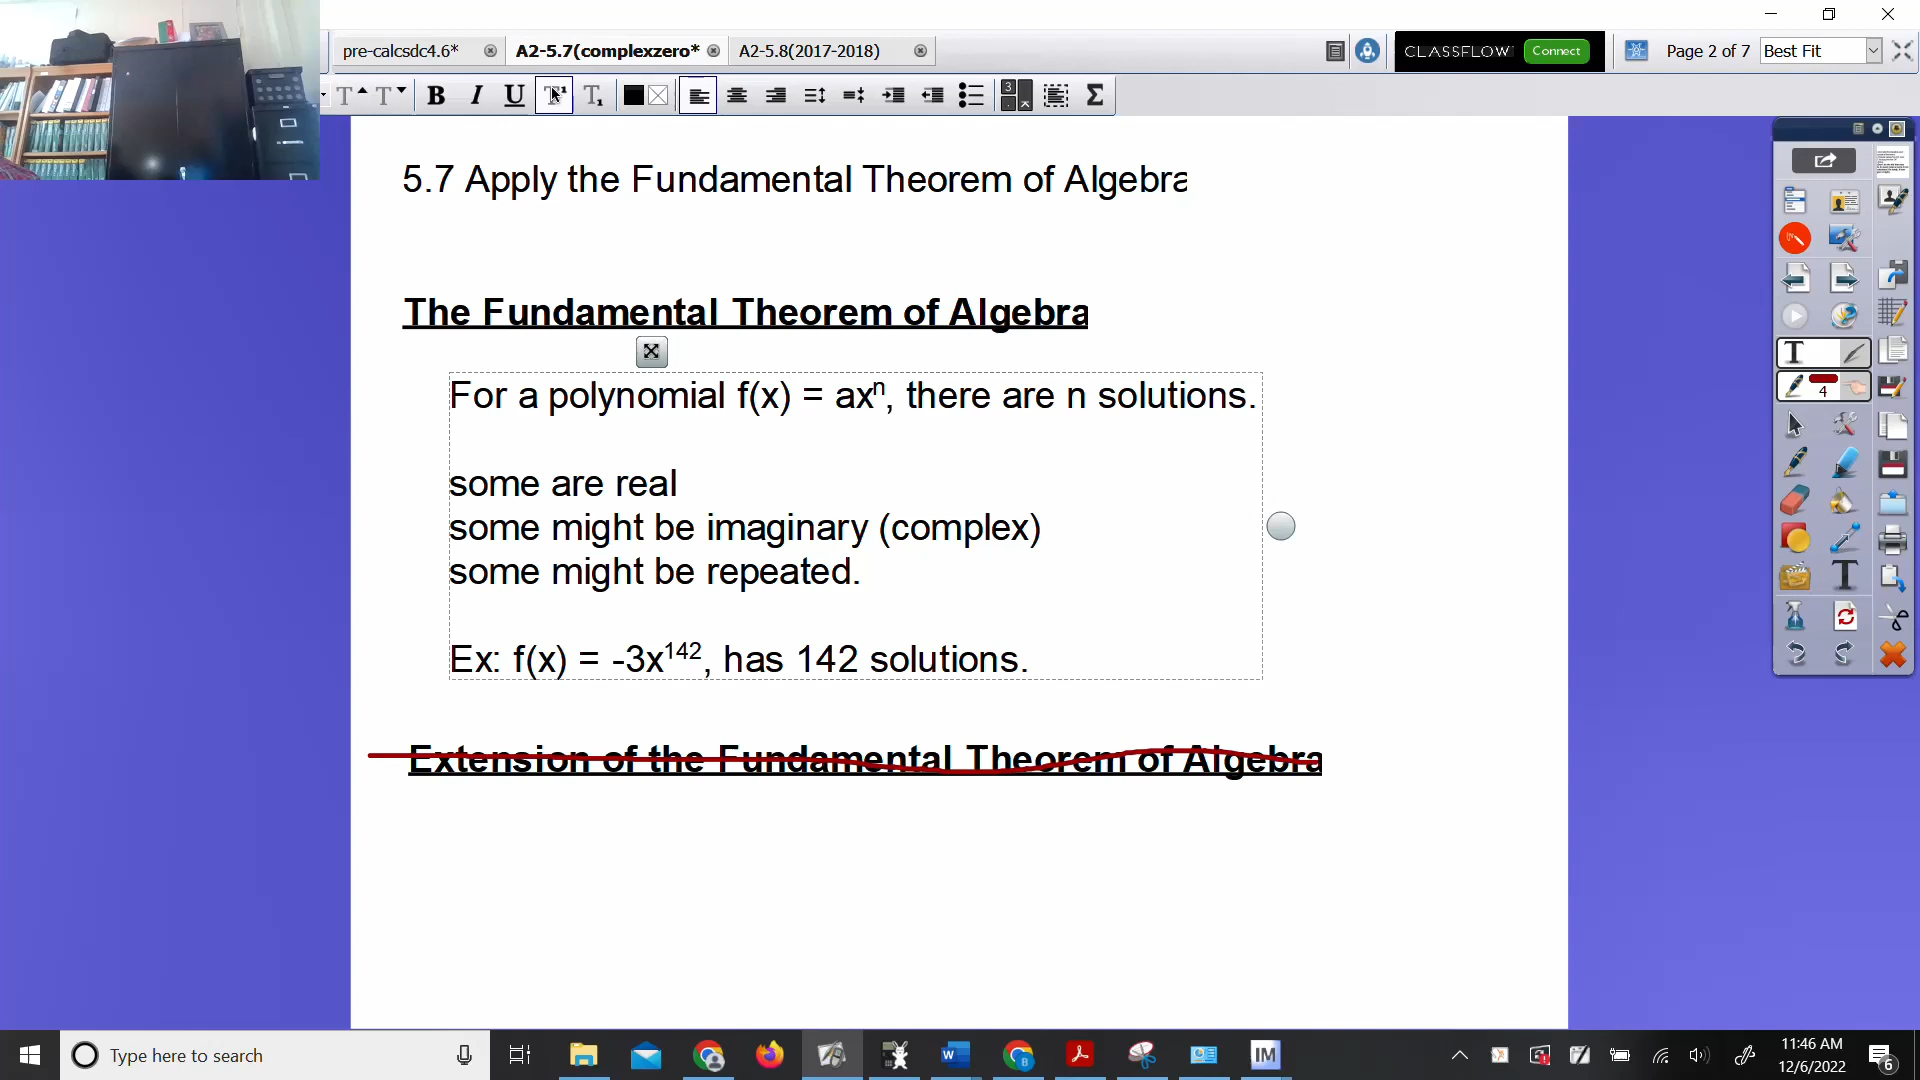 pre-calcsdc4.6*
A2-5.7(complexzero*
A2-5.8(2017-2018)
CLASSFLOW
Connect
Page 2 of 7
Best Fit
5.7 Apply the Fundamental Theorem of Algebra
The Fundamental Theorem of Algebra
For a polynomial f(x) = axⁿ, there are n solutions.
some are real
some might be imaginary (complex)
some might be repeated.
Ex: f(x) = -3x¹⁴², has 142 solutions.
Extension of the Fundamental Theorem of Algebra
4
Type here to search
IM
11:46 AM
12/6/2022
6